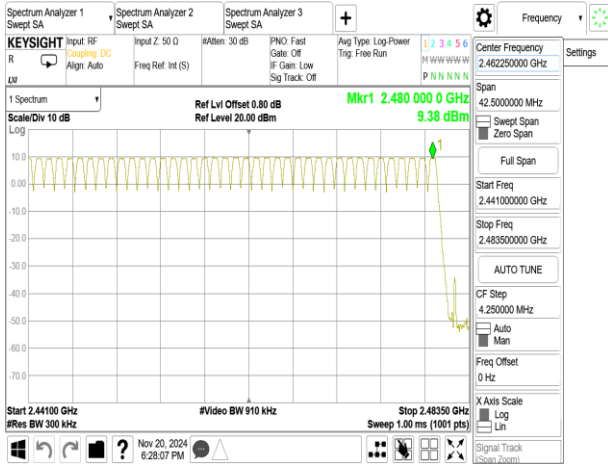 Spectrum Analyzer 1
Swept SA
Spectrum Analyzer 2
Swept SA
Spectrum Analyzer 3
Swept SA
+
Frequency
KEYSIGHT
R
Input: RF
Coupling: DC
Align: Auto
Input Z: 50 Ω
Freq Ref: Int (S)
#Atten: 30 dB
PNO: Fast
Gate: Off
IF Gain: Low
Sig Track: Off
Avg Type: Log-Power
Trig: Free Run
1 2 3 4 5 6
M W W W W W
P N N N N N
1 Spectrum
Scale/Div 10 dB
Ref Lvl Offset 0.80 dB
Ref Level 20.00 dBm
Mkr1 2.480 000 0 GHz
9.38 dBm
Log
1
10.0
0.00
-10.0
-20.0
-30.0
-40.0
-50.0
-60.0
-70.0
Start 2.44100 GHz
#Res BW 300 kHz
#Video BW 910 kHz
Stop 2.48350 GHz
Sweep 1.00 ms (1001 pts)
Nov 20, 2024
6:28:07 PM
?
Center Frequency
2.462250000 GHz
Span
42.5000000 MHz
Swept Span
Zero Span
Full Span
Start Freq
2.441000000 GHz
Stop Freq
2.483500000 GHz
AUTO TUNE
CF Step
4.250000 MHz
Auto
Man
Freq Offset
0 Hz
X Axis Scale
Log
Lin
Signal Track
(Span Zoom)
Settings